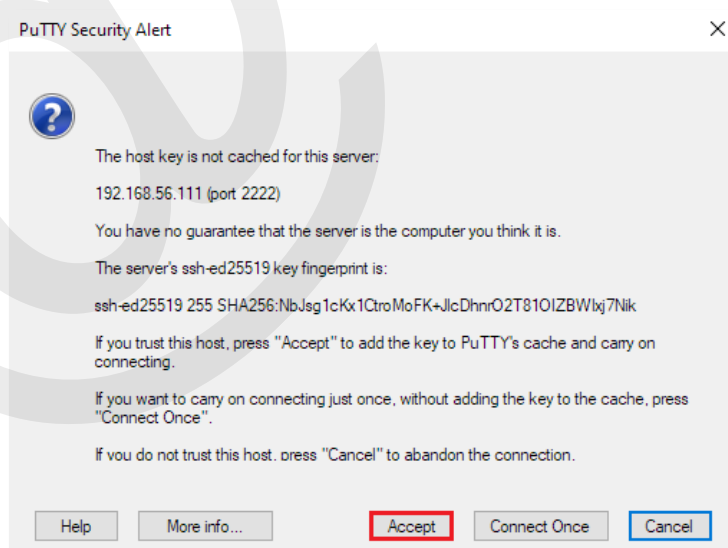 PuTTY Security Alert
The host key is not cached for this server:
192.168.56.111 (port 2222)
You have no guarantee that the server is the computer you think it is.
The server's ssh-ed25519 key fingerprint is:
ssh-ed25519 255 SHA256:NbJsg1cKx1CtroMoFK+JlcDhnrO2T81OIZBWlxj7Nik
If you trust this host, press "Accept" to add the key to PuTTY's cache and carry on
connecting.
If you want to carry on connecting just once, without adding the key to the cache, press
"Connect Once".
If you do not trust this host, press "Cancel" to abandon the connection.
Help More info... Accept Connect Once Cancel